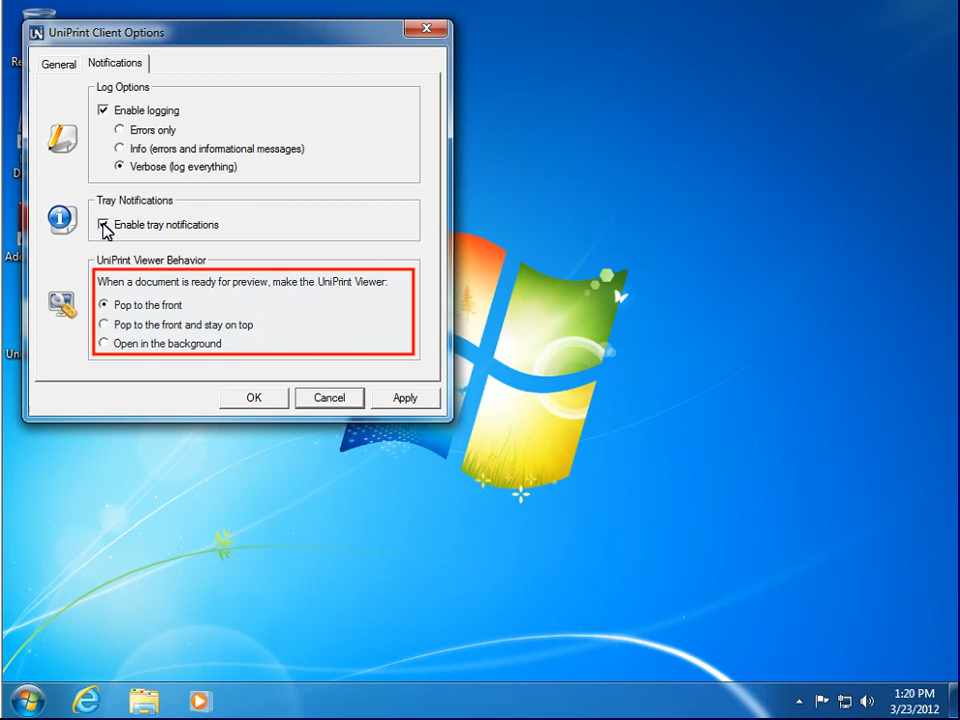 UniPrint Client Options
General
Notifications
Log Options
Enable logging
Errors only
Info (errors and informational messages)
Verbose (log everything)
Tray Notifications
Enable tray notifications
UniPrint Viewer Behavior
When a document is ready for preview, make the UniPrint Viewer:
Pop to the front
Pop to the front and stay on top
Open in the background
OK
Cancel
Apply
1:20 PM
3/23/2012